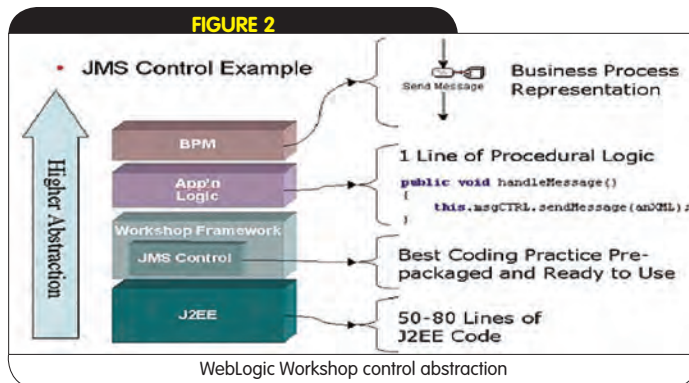 FIGURE 2
• JMS Control Example
Higher Abstraction
BPM
App'n
Logic
Workshop Framework
JMS Control
J2EE
Send Message
Business Process
Representation
1 Line of Procedural Logic
public void handleMessage()
{
this.msgCTRL.sendMessage(anXML);
}
Best Coding Practice Pre-
packaged and Ready to Use
50-80 Lines of
J2EE Code
WebLogic Workshop control abstraction